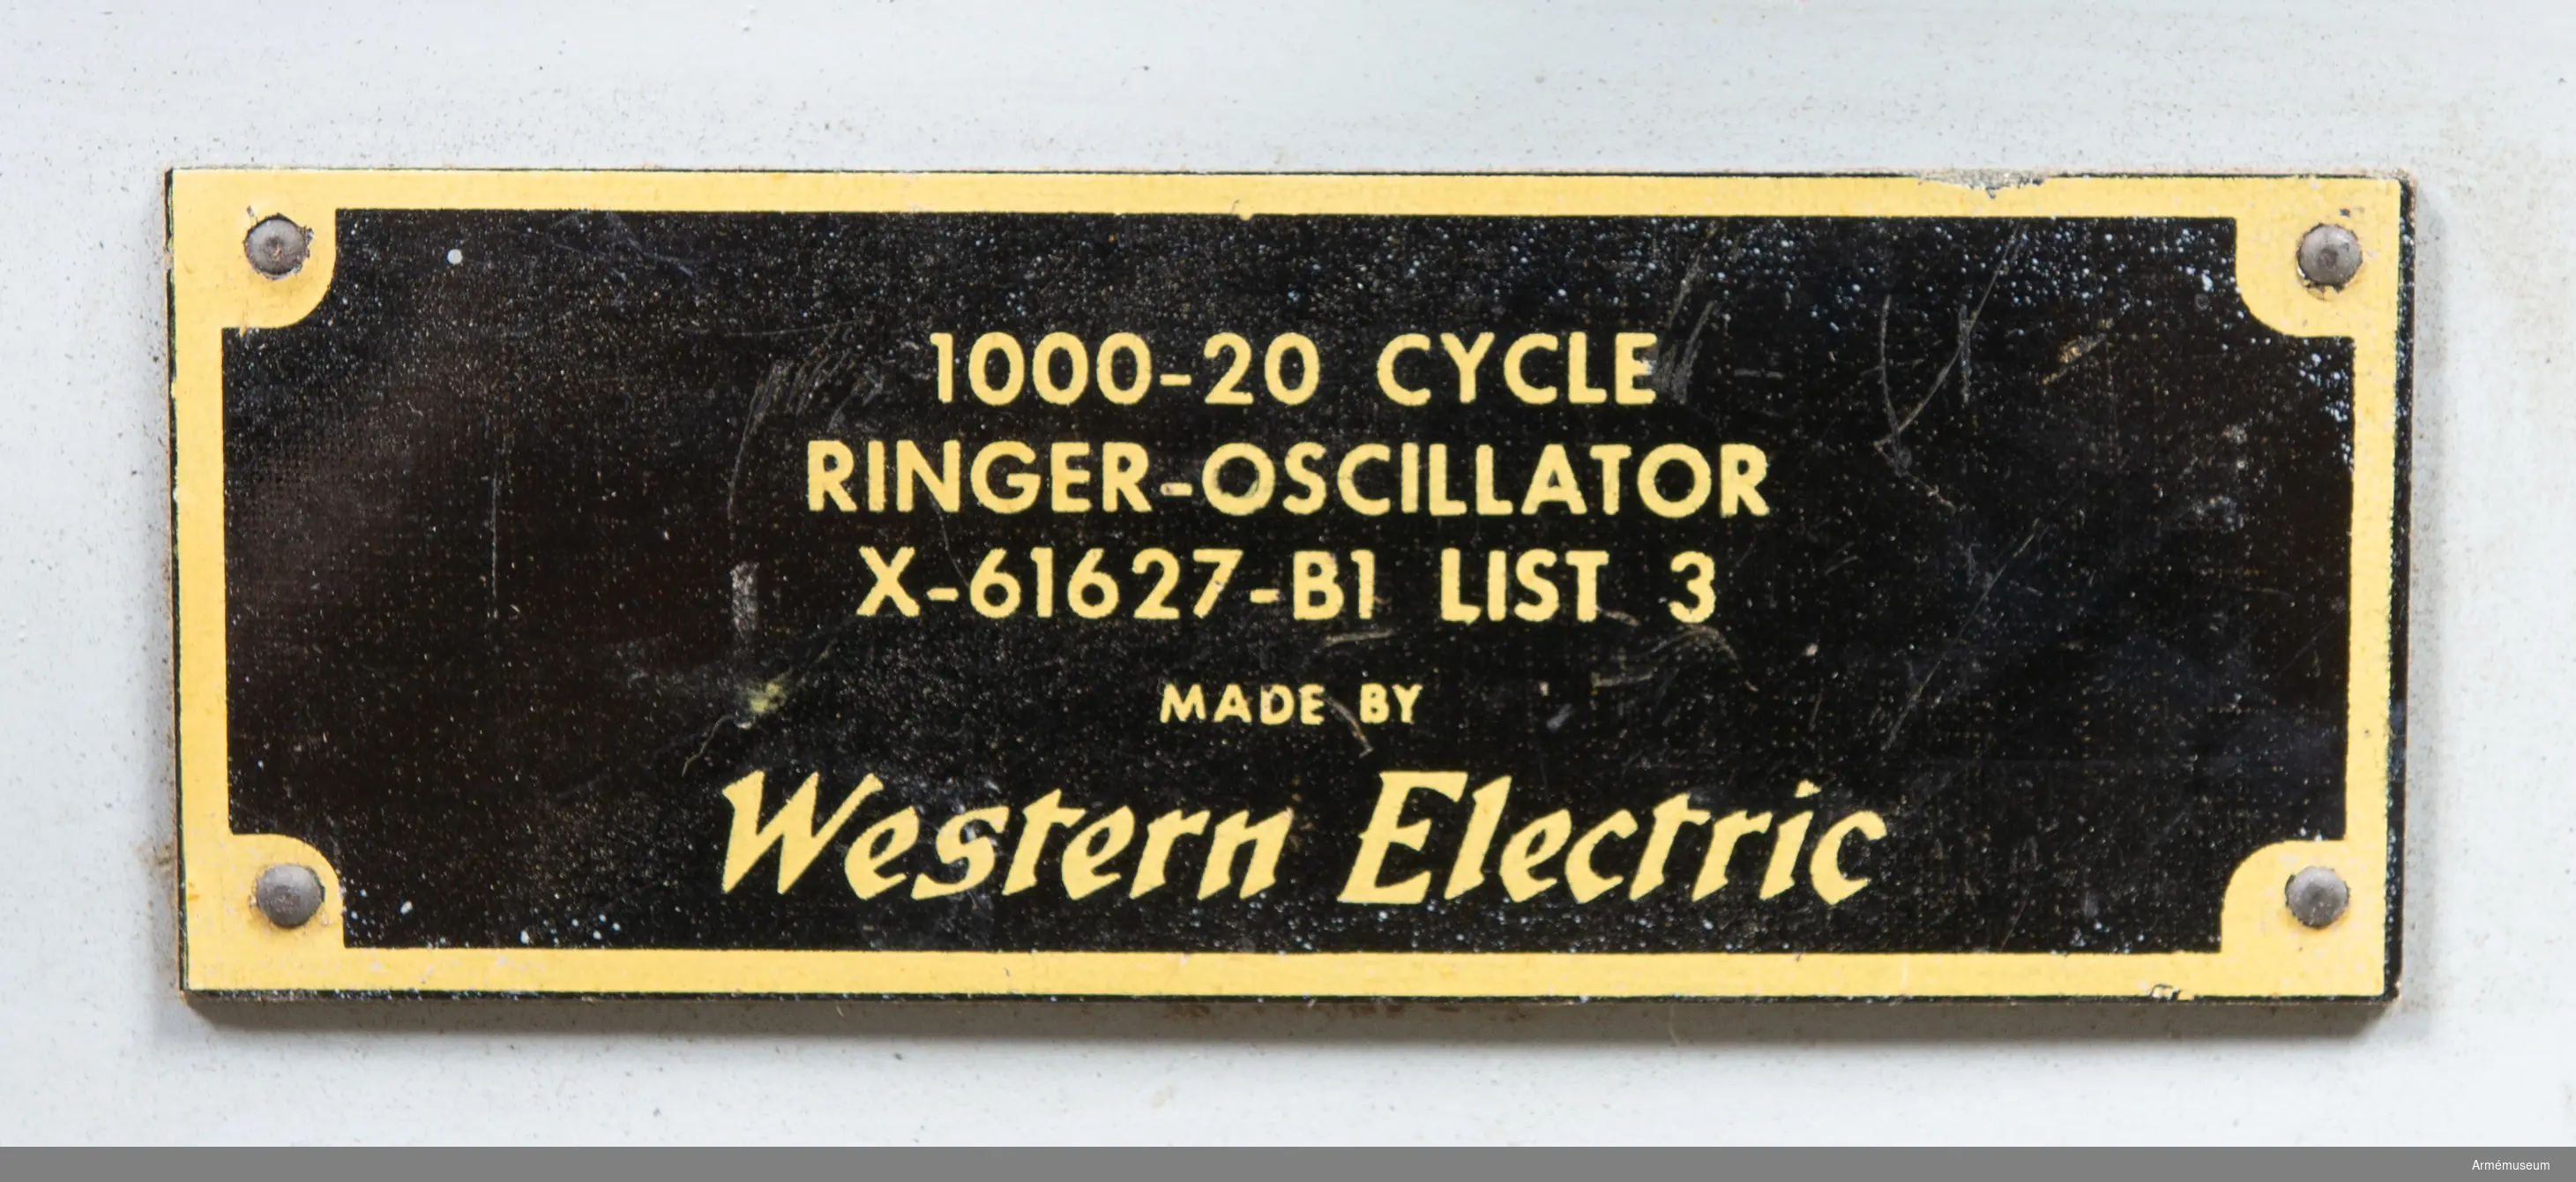 1000-20 CYCLE
RINGER-OSCILLATOR
X-61627-B1 LIST 3
MADE BY
Western Electric
Armémuseum